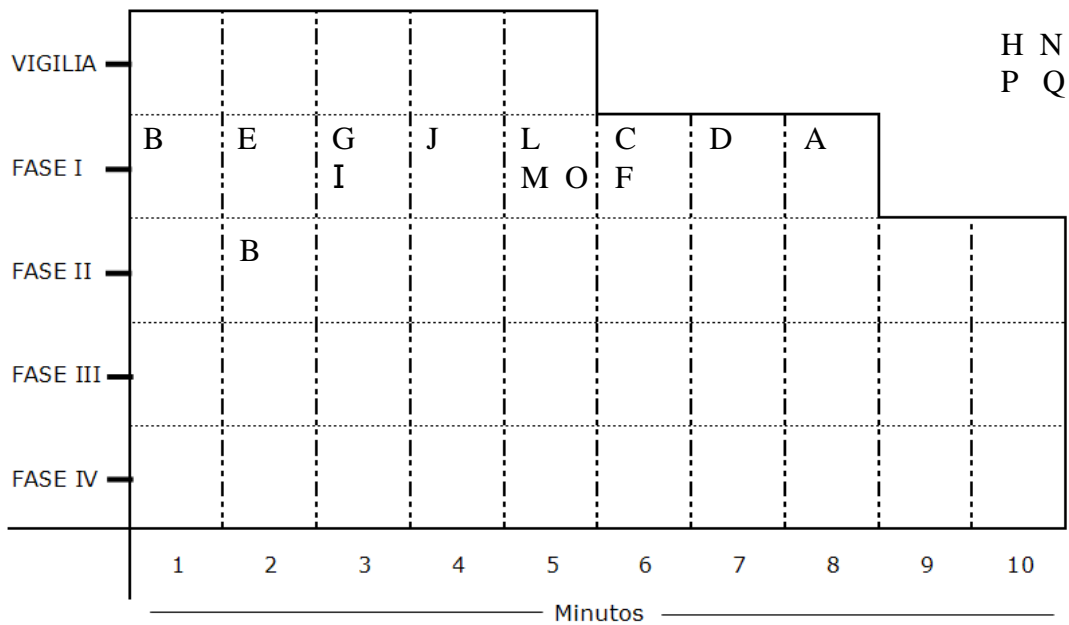 VIGILIA
H N
P Q
FASE I
B E G J L C D A
I M O F
FASE II
B
FASE III
FASE IV
1 2 3 4 5 6 7 8 9 10
Minutos